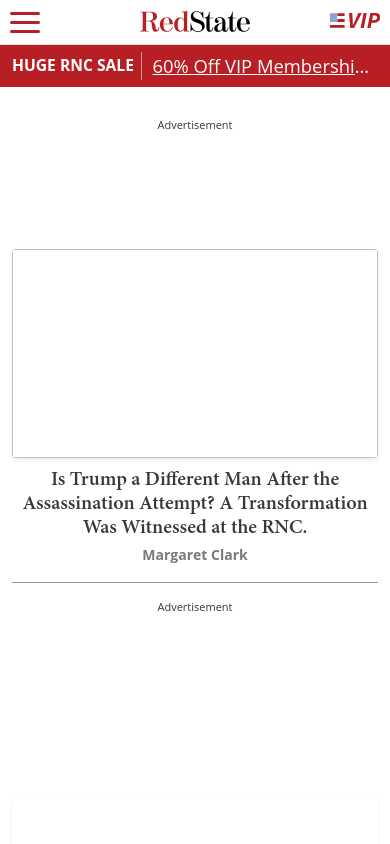 RedState
VIP
HUGE RNC SALE
60% Off VIP Membershi...
Advertisement
Is Trump a Different Man After the
Assassination Attempt? A Transformation
Was Witnessed at the RNC.
Margaret Clark
Advertisement